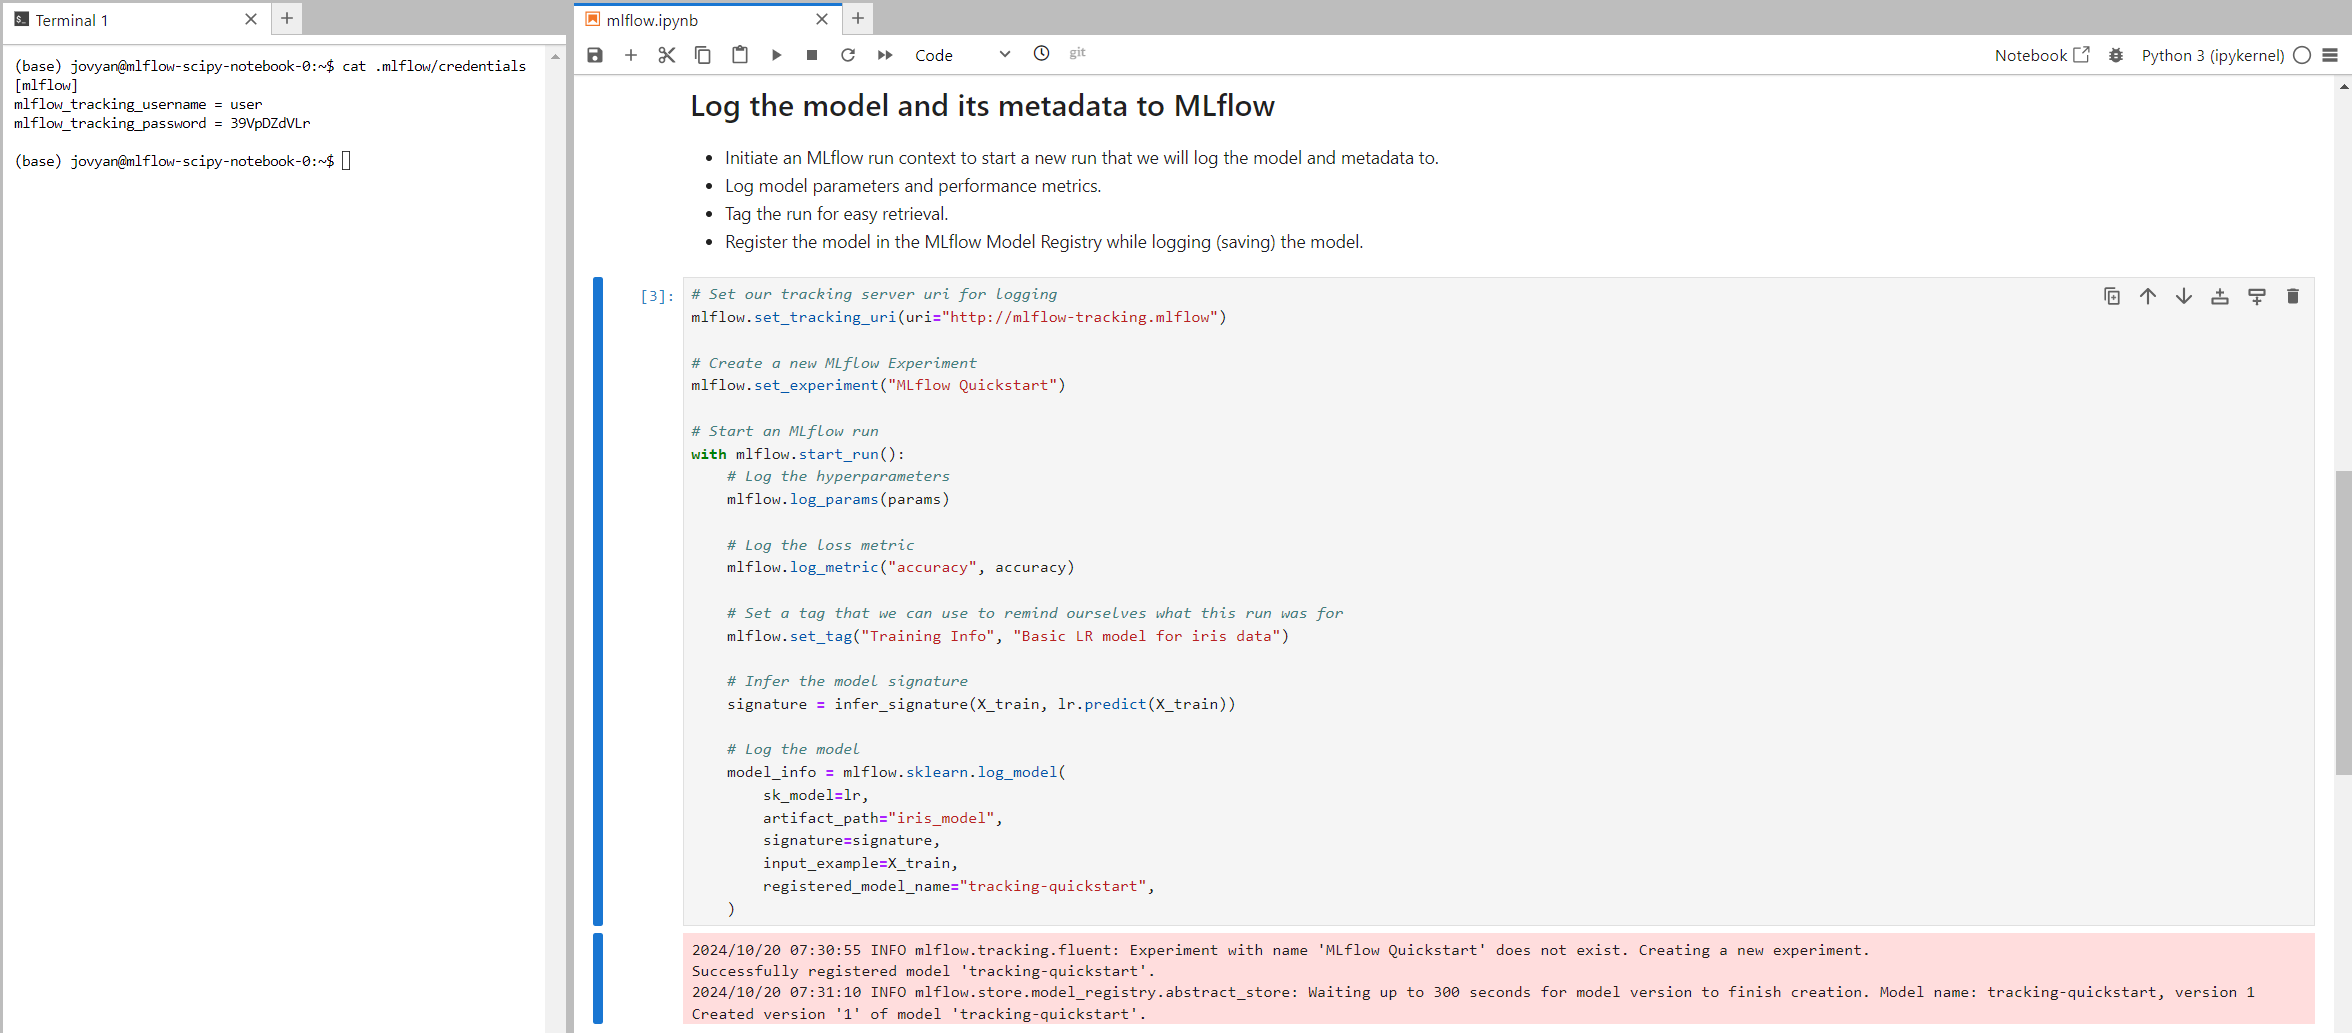 Terminal 1
(base) jovyan@mlflow-scipy-notebook-0:~$ cat .mlflow/credentials
[mlflow]
mlflow_tracking_username = user
mlflow_tracking_password = 39VpDZdVLr
(base) jovyan@mlflow-scipy-notebook-0:~$
mlflow.ipynb
Code
git
Notebook
Python 3 (ipykernel)
Log the model and its metadata to MLflow
• Initiate an MLflow run context to start a new run that we will log the model and metadata to.
• Log model parameters and performance metrics.
• Tag the run for easy retrieval.
• Register the model in the MLflow Model Registry while logging (saving) the model.
[3]:
# Set our tracking server uri for logging
mlflow.set_tracking_uri(uri="http://mlflow-tracking.mlflow")
# Create a new MLflow Experiment
mlflow.set_experiment("MLflow Quickstart")
# Start an MLflow run
with mlflow.start_run():
    # Log the hyperparameters
    mlflow.log_params(params)
    # Log the loss metric
    mlflow.log_metric("accuracy", accuracy)
    # Set a tag that we can use to remind ourselves what this run was for
    mlflow.set_tag("Training Info", "Basic LR model for iris data")
    # Infer the model signature
    signature = infer_signature(X_train, lr.predict(X_train))
    # Log the model
    model_info = mlflow.sklearn.log_model(
        sk_model=lr,
        artifact_path="iris_model",
        signature=signature,
        input_example=X_train,
        registered_model_name="tracking-quickstart",
    )
2024/10/20 07:30:55 INFO mlflow.tracking.fluent: Experiment with name 'MLflow Quickstart' does not exist. Creating a new experiment.
Successfully registered model 'tracking-quickstart'.
2024/10/20 07:31:10 INFO mlflow.store.model_registry.abstract_store: Waiting up to 300 seconds for model version to finish creation. Model name: tracking-quickstart, version 1
Created version '1' of model 'tracking-quickstart'.